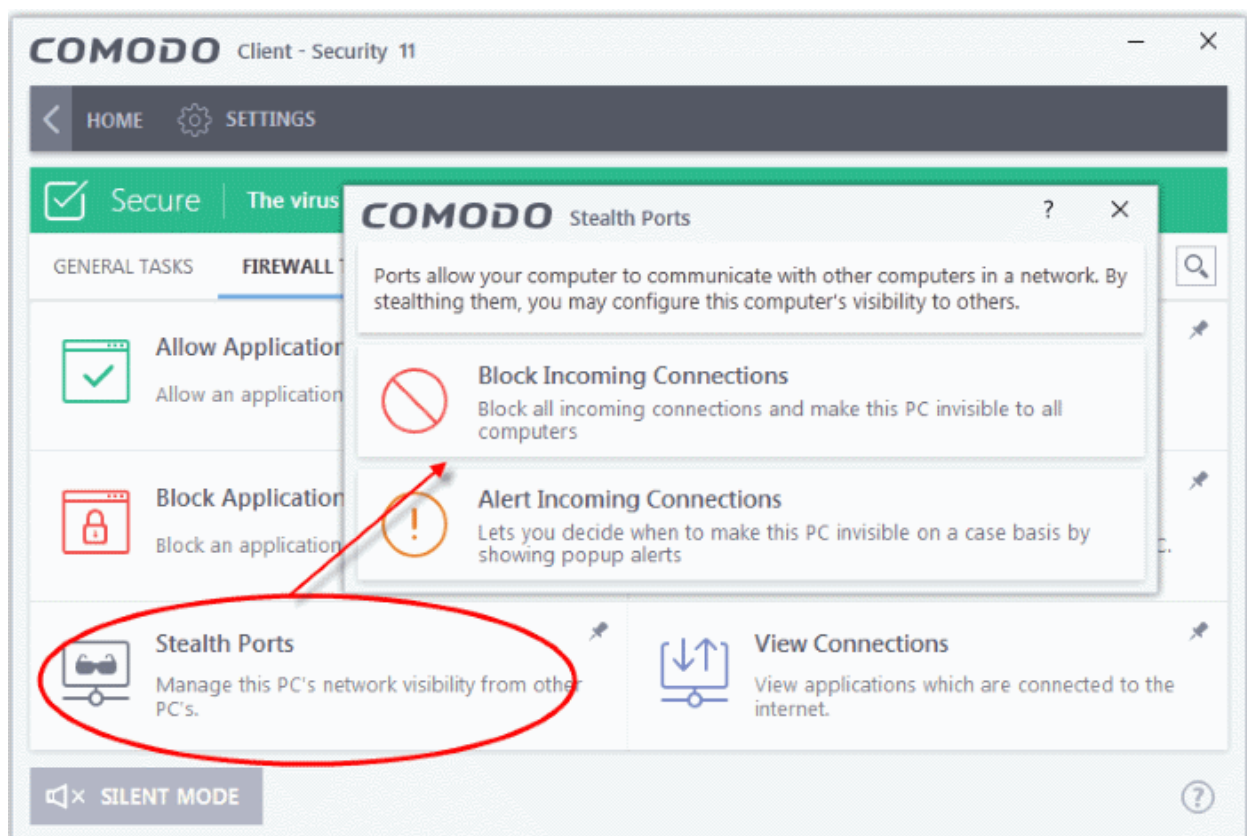 COMODO Client - Security 11
HOME SETTINGS
Secure The virus
GENERAL TASKS FIREWALL
COMODO Stealth Ports ?
Ports allow your computer to communicate with other computers in a network. By
stealthing them, you may configure this computer's visibility to others.
Block Incoming Connections
Block all incoming connections and make this PC invisible to all
computers
Alert Incoming Connections
Lets you decide when to make this PC invisible on a case basis by
showing popup alerts
Allow Application
Allow an application
Block Application
Block an application
Stealth Ports
Manage this PC's network visibility from other
PC's.
View Connections
View applications which are connected to the
internet.
SILENT MODE
?